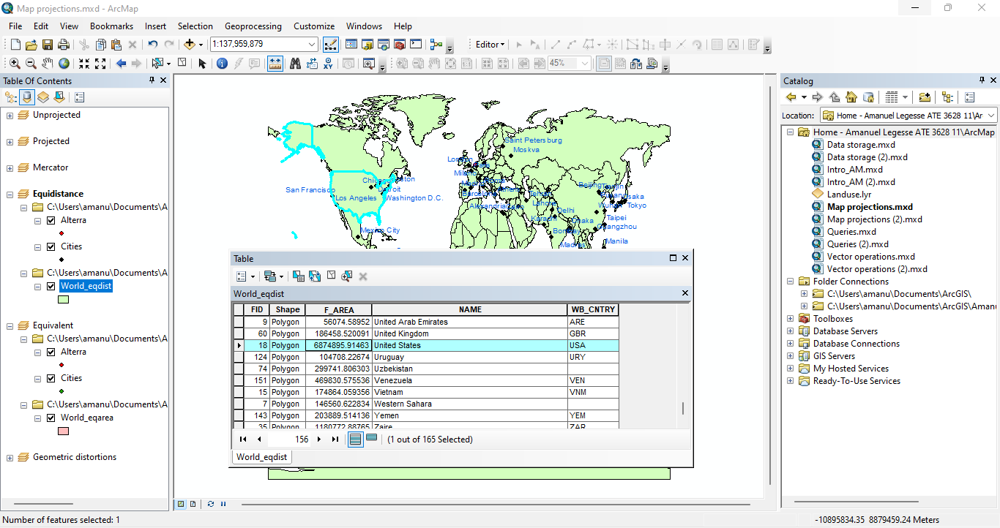 Map projections.mxd - ArcMap
File Edit View Bookmarks Insert Selection Geoprocessing Customize Windows Help
1:137,959,879
Editor
45%
Table Of Contents
Unprojected
Projected
Mercator
Equidistance
C:\Users\amanu\Documents\A
Alterra
Cities
C:\Users\amanu\Documents\A
World_eqdist
Equivalent
C:\Users\amanu\Documents\A
Alterra
Cities
C:\Users\amanu\Documents\A
World_eqarea
Geometric distortions
Saint Petersburg
Moskva
London
San Francisco
Los Angeles
Detroit
Washington D.C.
Mexico City
Barcelona
Alexandria
Tehran
Lahore
Karachi
Delhi
Dhaka
Bombay
Madras
Beijing
Tianjin
Osaka
Wuhan
Tokyo
Taipei
Guangzhou
Manila
Table
World_eqdist
FID Shape F_AREA NAME WB_CNTRY
9 Polygon 56074.58952 United Arab Emirates ARE
60 Polygon 186458.520091 United Kingdom GBR
18 Polygon 6874895.91463 United States USA
124 Polygon 104708.22674 Uruguay URY
74 Polygon 299741.806303 Uzbekistan
151 Polygon 469830.575536 Venezuela VEN
15 Polygon 174864.059356 Vietnam VNM
7 Polygon 146560.622834 Western Sahara
143 Polygon 203889.514136 Yemen YEM
35 Polygon 1180772.88765 Zaire ZAR
156 (1 out of 165 Selected)
World_eqdist
Catalog
Location: Home - Amanuel Legesse ATE 3628 11\Ar
Home - Amanuel Legesse ATE 3628 11\ArcMap
Data storage.mxd
Data storage (2).mxd
Intro_AM.mxd
Intro_AM (2).mxd
Landuse.lyr
Map projections.mxd
Map projections (2).mxd
Queries.mxd
Queries (2).mxd
Vector operations.mxd
Vector operations (2).mxd
Folder Connections
C:\Users\amanu\Documents\ArcGIS\
C:\Users\amanu\Documents\ArcGIS\Amanu
Toolboxes
Database Servers
Database Connections
GIS Servers
My Hosted Services
Ready-To-Use Services
Number of features selected: 1
-10895834.35 8879459.24 Meters